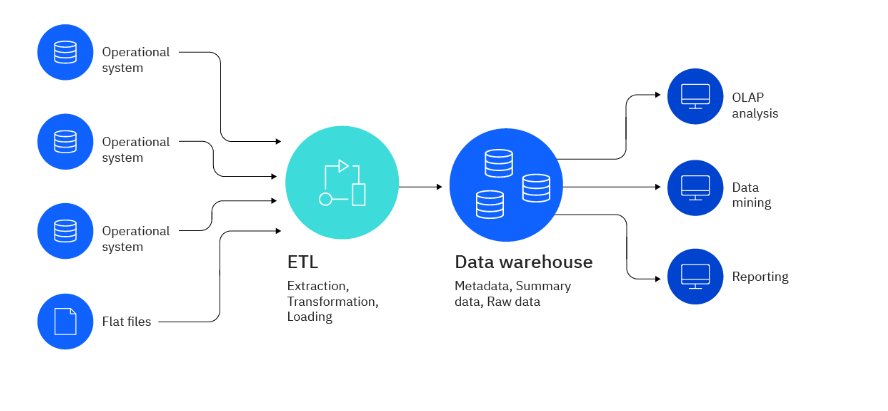 Operational
system
Operational
system
Operational
system
Flat files
ETL
Extraction,
Transformation,
Loading
Data warehouse
Metadata, Summary
data, Raw data
OLAP
analysis
Data
mining
Reporting